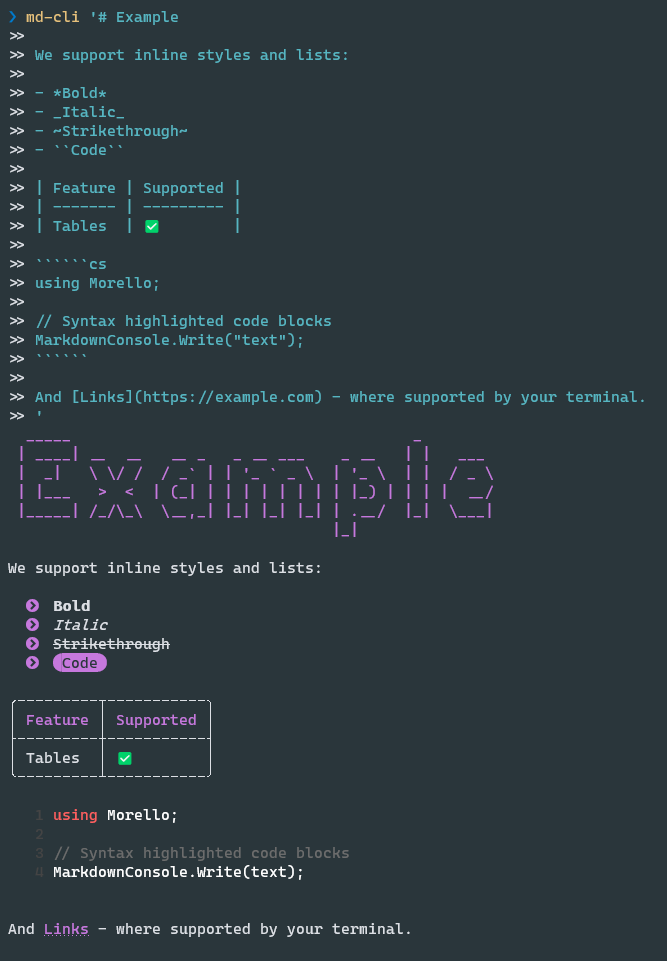 ❯ md-cli '# Example
>>
>> We support inline styles and lists:
>>
>> - *Bold*
>> - _Italic_
>> - ~Strikethrough~
>> - ``Code``
>>
>> | Feature | Supported |
>> | ------- | --------- |
>> | Tables  | ✅        |
>>
>> ``````cs
>> using Morello;
>>
>> // Syntax highlighted code blocks
>> MarkdownConsole.Write("text");
>> ``````
>>
>> And [Links](https://example.com) - where supported by your terminal.
>> '
Example
We support inline styles and lists:
Bold
Italic
Strikethrough
Code
Feature Supported
Tables ✅
1 using Morello;
2
3 // Syntax highlighted code blocks
4 MarkdownConsole.Write(text);
And Links - where supported by your terminal.